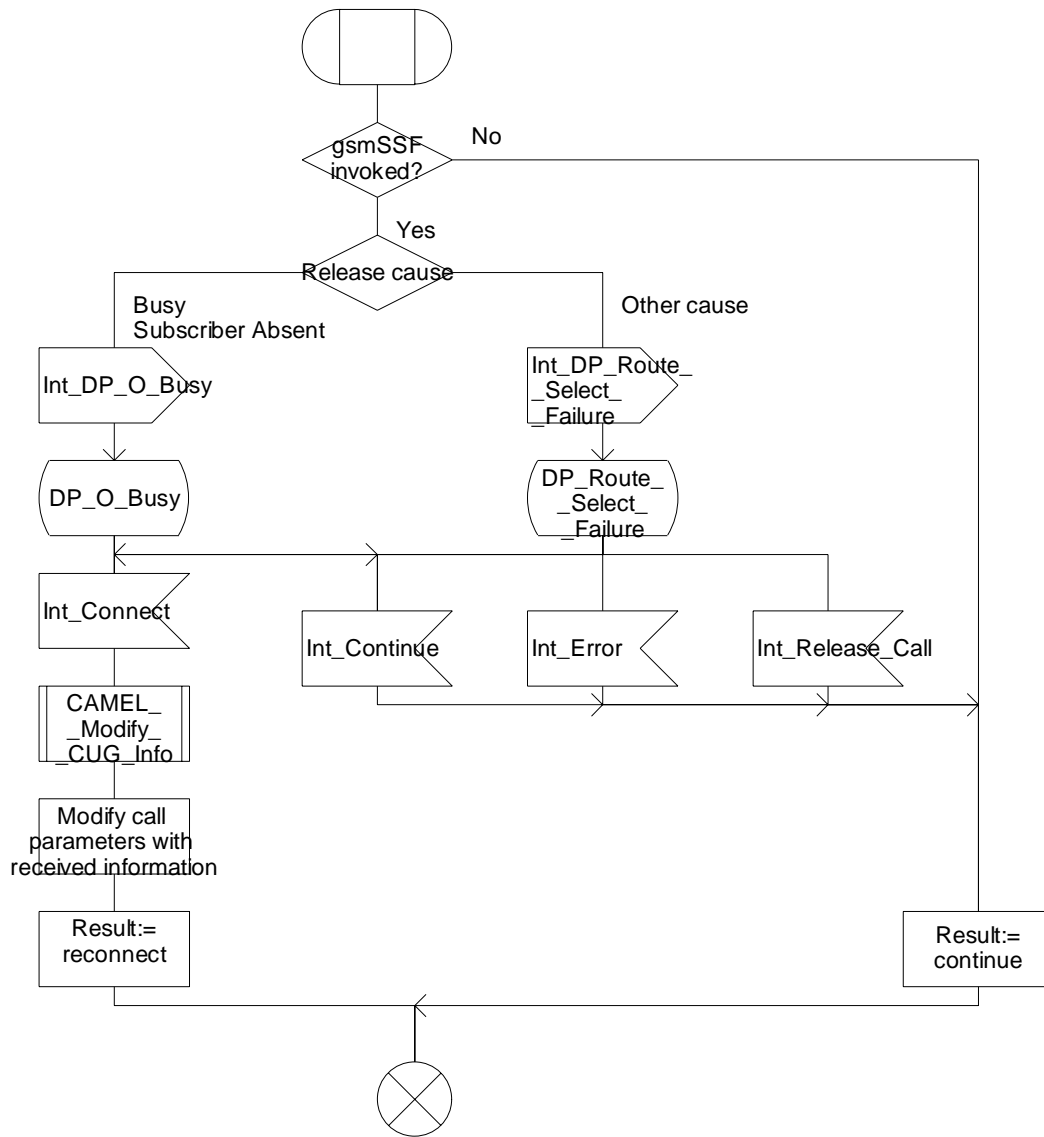 gsmSSF
invoked?
No
Yes
Release cause
Busy
Subscriber Absent
Other cause
Int_DP_O_Busy
Int_DP_Route_
_Select_
_Failure
DP_O_Busy
DP_Route_
_Select_
_Failure
Int_Connect
Int_Continue
Int_Error
Int_Release_Call
CAMEL_
_Modify_
_CUG_Info
Modify call
parameters with
received information
Result:=
reconnect
Result:=
continue